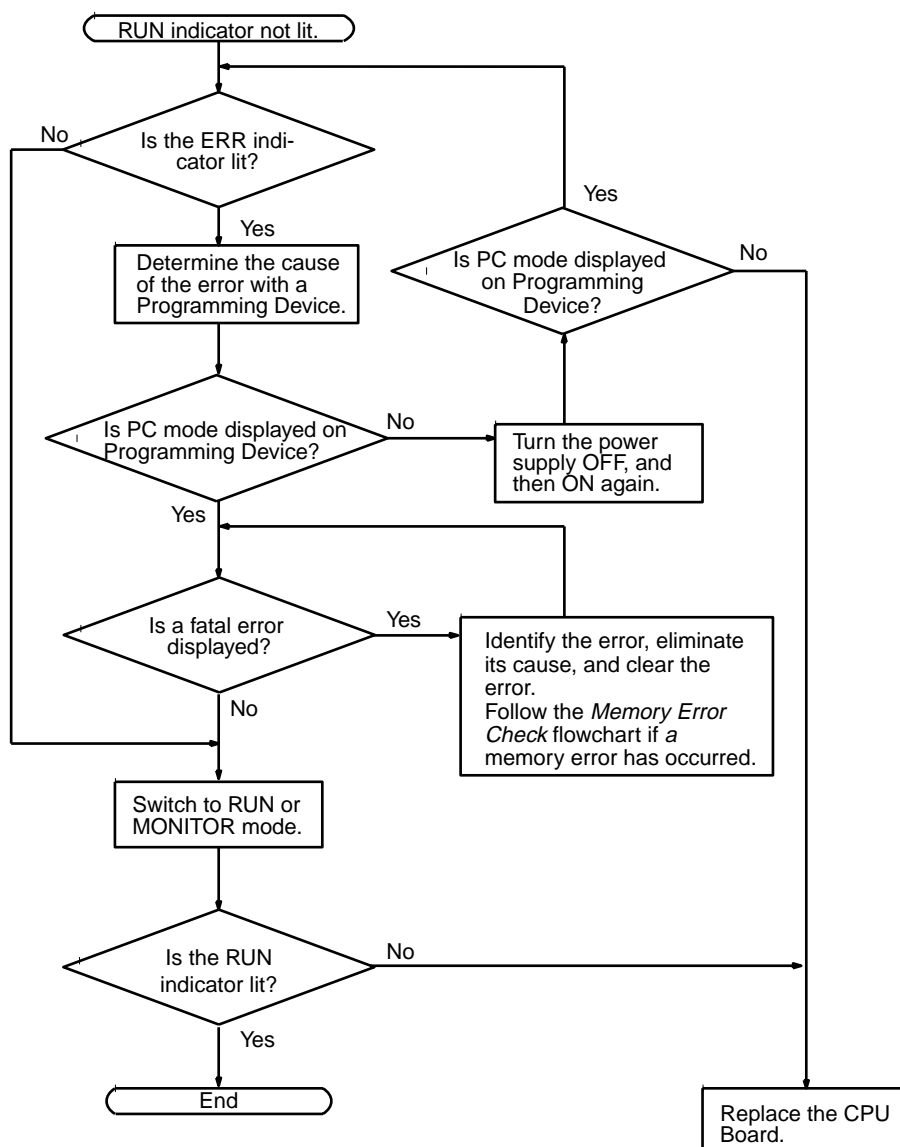 RUN indicator not lit.
No
Is the ERR indi-
cator lit?
Yes
Determine the cause
of the error with a
Programming Device.
Yes
Is PC mode displayed
on Programming
Device?
No
Is PC mode displayed on
Programming Device?
No
Turn the power
supply OFF, and
then ON again.
Yes
Is a fatal error
displayed?
Yes
Identify the error, eliminate
its cause, and clear the
error.
Follow the Memory Error
Check flowchart if a
memory error has occurred.
No
Switch to RUN or
MONITOR mode.
Is the RUN
indicator lit?
No
Yes
End
Replace the CPU
Board.